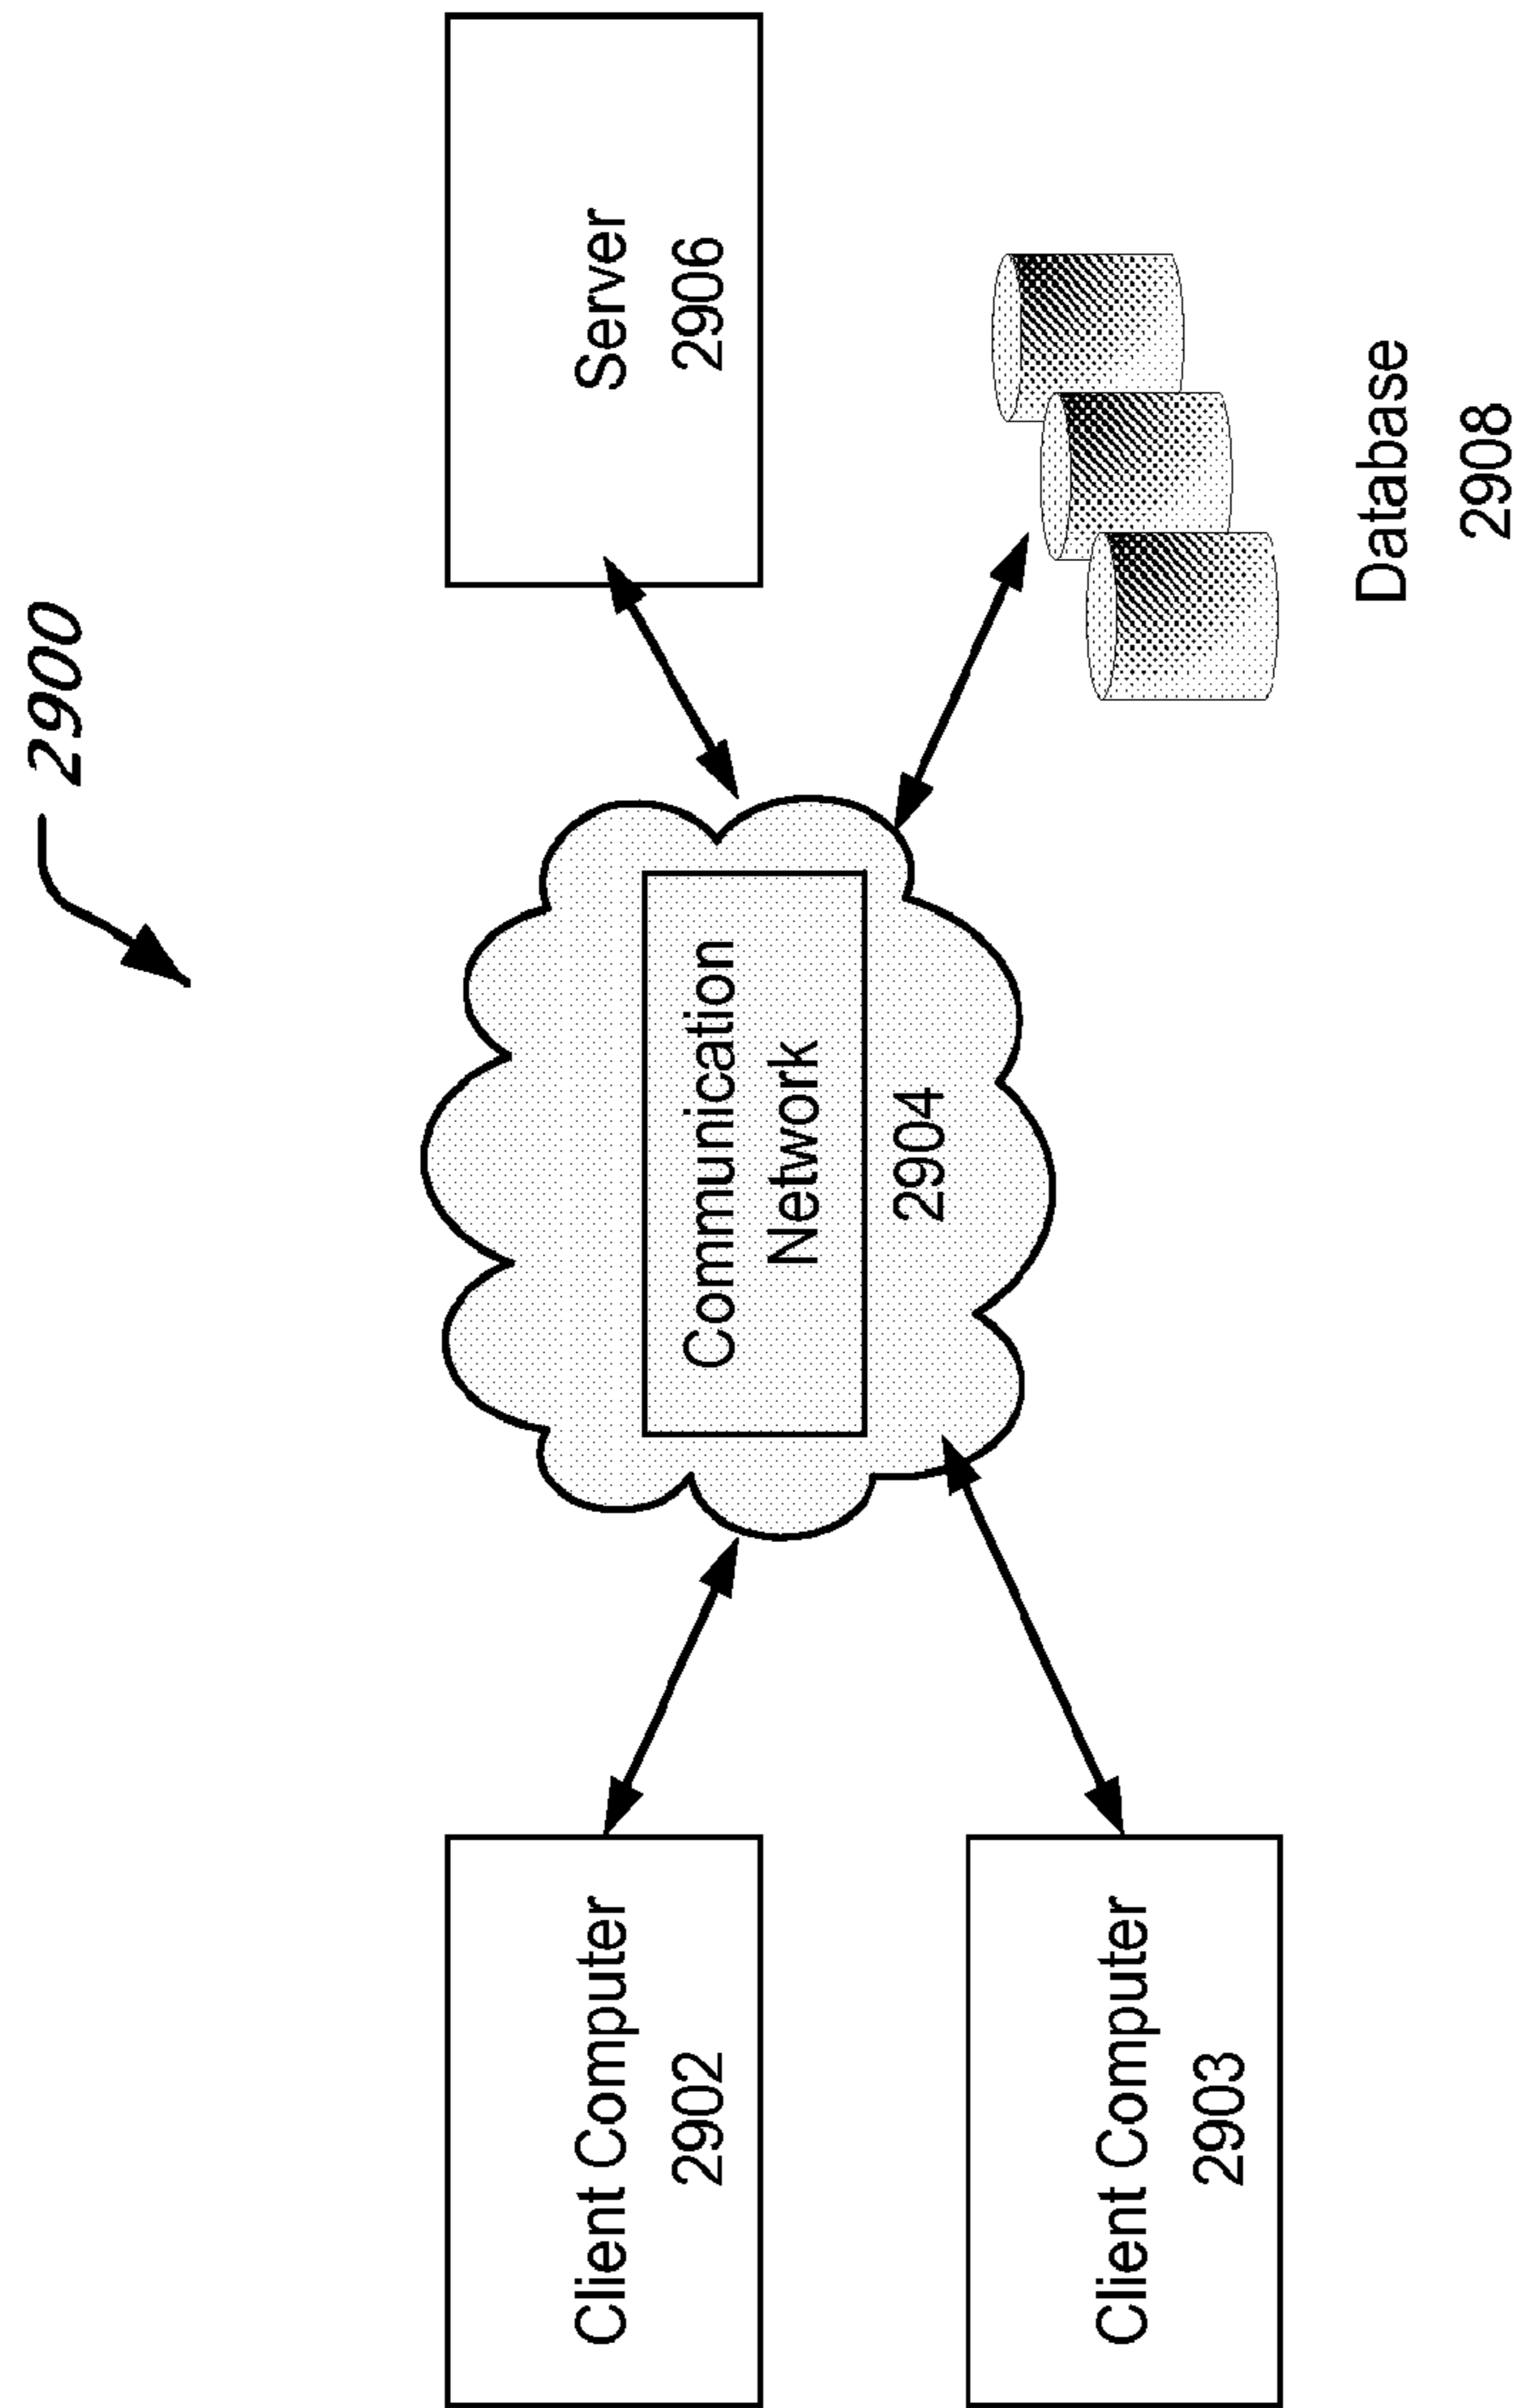 2900
Client Computer
2902
Communication
Network
2904
Server
2906
Client Computer
2903
Database
2908